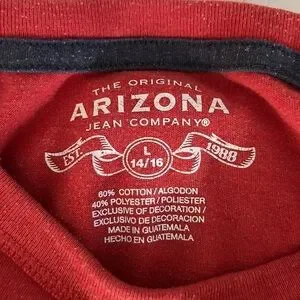 THE ORIGINAL
ARIZONA
JEAN COMPANY®
EST. L 1988
14/16
60% COTTON/ALGODON
40% POLYESTER/POLIESTER
EXCLUSIVE OF DECORATION/
EXCLUSIVO DE DECORACION
MADE IN GUATEMALA
HECHO EN GUATEMALA